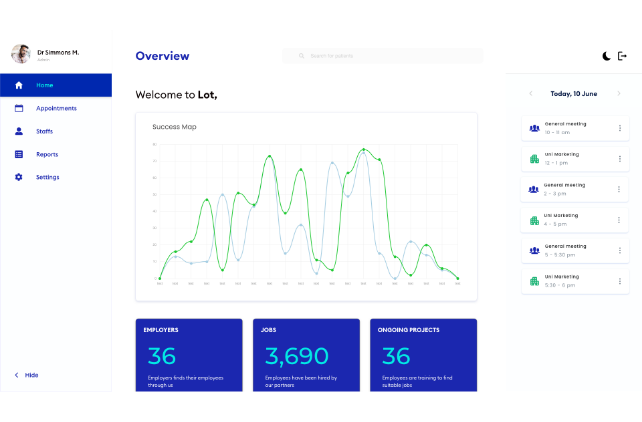 Dr Simmons M.
Overview
Search for patients
Home
Appointments
Staffs
Reports
Settings
Hide
Welcome to Lot,
Success Map
EMPLOYERS
36
Employers finds their employees
through us
JOBS
3,690
Employees have been hired by
our partners
ONGOING PROJECTS
36
Employees are training to find
suitable jobs
Today, 10 June
General meeting
10 - 11 pm
Uni Marketing
12 - 1 pm
General meeting
2 - 3 pm
Uni Marketing
4 - 5 pm
General meeting
5 - 5.30 pm
Uni Marketing
5.30 - 6 pm